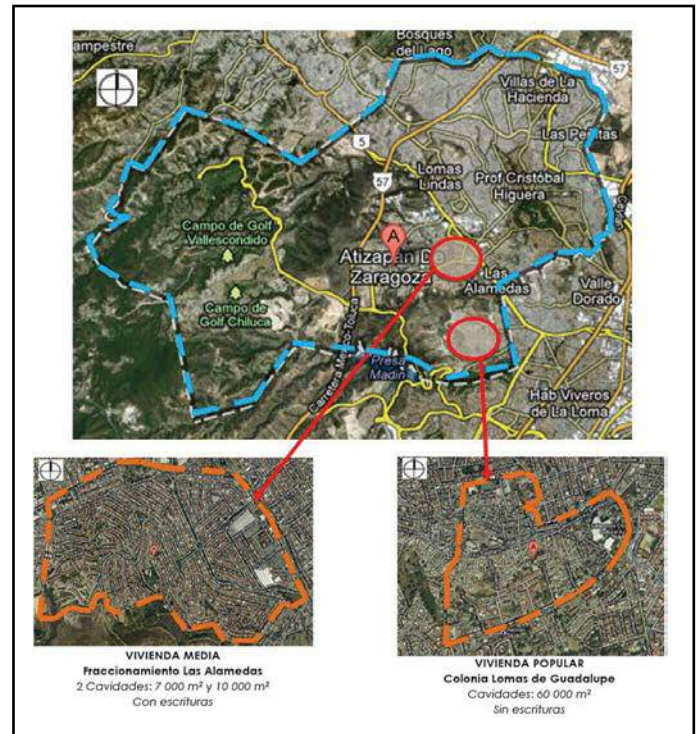 ampestre
Bosques
del Lago
57
Villas de La
Hacienda
Las Peñitas
5
Lomas
Lindas
57
Prof Cristóbal
Higuera
Campo de Golf
Vallescondido
A
Atizapán De
Zaragoza
Las
Alamedas
Valle
Dorado
Campo de
Golf Chiluca
Carretera México-Toluca
Presa
Madín
Hab Viveros
de La Loma
VIVIENDA MEDIA
Fraccionamiento Las Alamedas
2 Cavidades: 7 000 m² y 10 000 m²
Con escrituras
VIVIENDA POPULAR
Colonia Lomas de Guadalupe
Cavidades: 60 000 m²
Sin escrituras